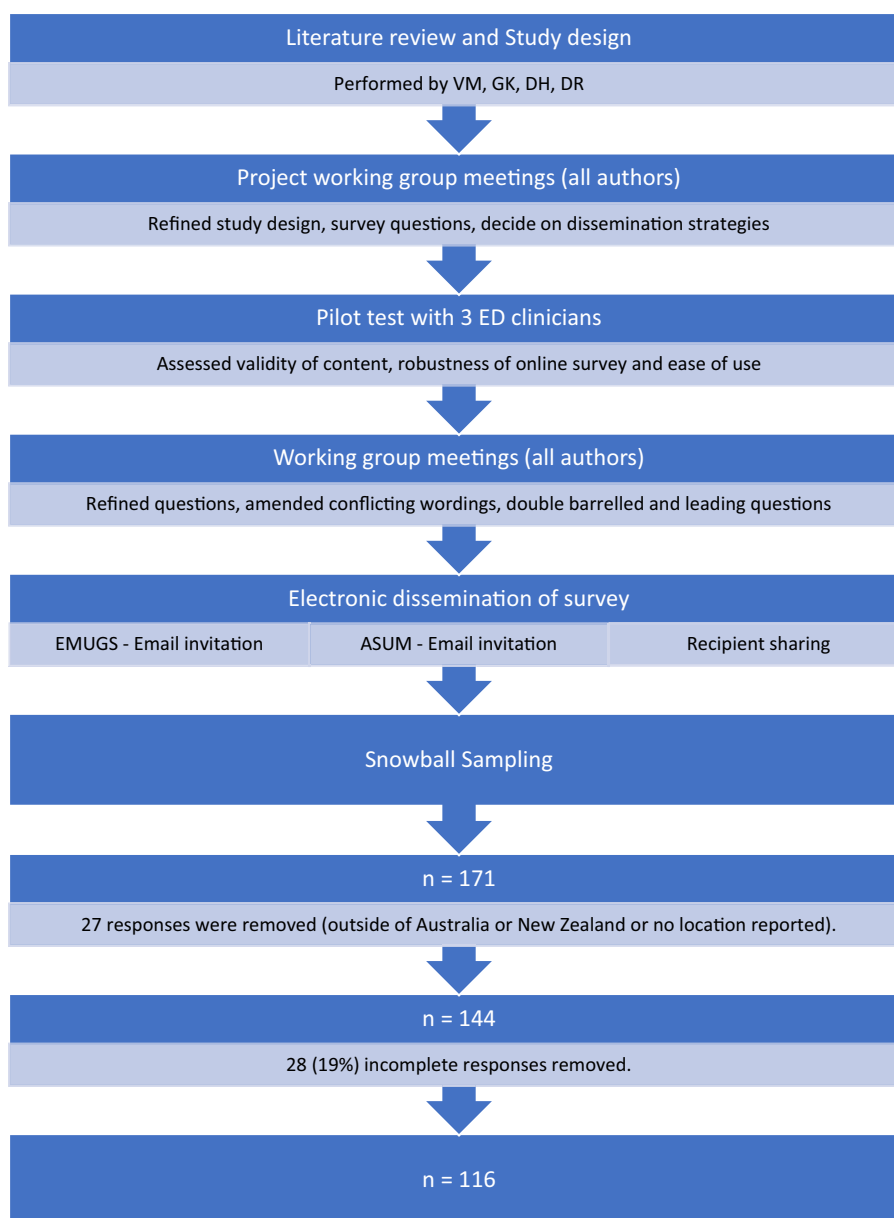 Literature review and Study design
Performed by VM, GK, DH, DR
Project working group meetings (all authors)
Refined study design, survey questions, decide on dissemination strategies
Pilot test with 3 ED clinicians
Assessed validity of content, robustness of online survey and ease of use
Working group meetings (all authors)
Refined questions, amended conflicting wordings, double barrelled and leading questions
Electronic dissemination of survey
EMUGS - Email invitation
ASUM - Email invitation
Recipient sharing
Snowball Sampling
n = 171
27 responses were removed (outside of Australia or New Zealand or no location reported).
n = 144
28 (19%) incomplete responses removed.
n = 116